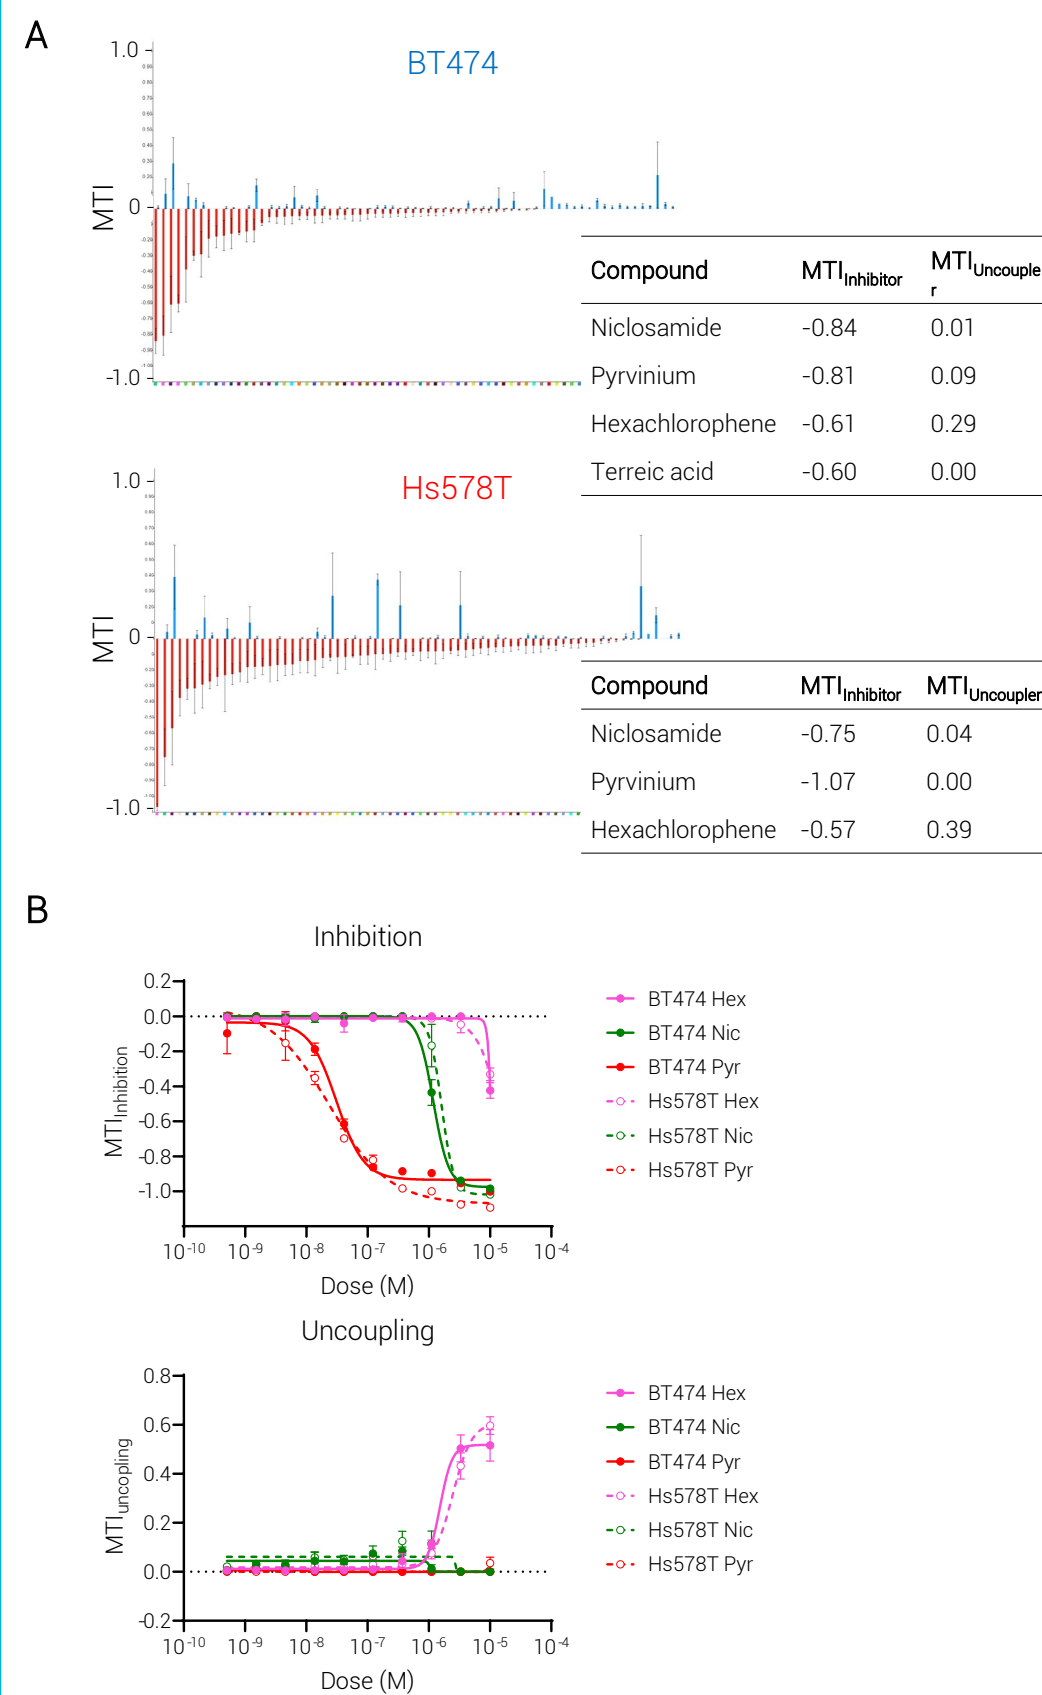 A
BT474
1.0
MTI
0
-1.0
Compound MTIInhibitor MTIUncouple
r
Niclosamide -0.84 0.01
Pyrvinium -0.81 0.09
Hexachlorophene -0.61 0.29
Terreic acid -0.60 0.00
Hs578T
1.0
MTI
0
-1.0
Compound MTIInhibitor MTIUncoupler
Niclosamide -0.75 0.04
Pyrvinium -1.07 0.00
Hexachlorophene -0.57 0.39
B
Inhibition
0.2
0.0
-0.2
-0.4
-0.6
-0.8
-1.0
MTIInhibition
10-10 10-9 10-8 10-7 10-6 10-5 10-4
Dose (M)
BT474 Hex
BT474 Nic
BT474 Pyr
Hs578T Hex
Hs578T Nic
Hs578T Pyr
Uncoupling
0.8
0.6
0.4
0.2
0.0
-0.2
MTIuncopling
10-10 10-9 10-8 10-7 10-6 10-5 10-4
Dose (M)
BT474 Hex
BT474 Nic
BT474 Pyr
Hs578T Hex
Hs578T Nic
Hs578T Pyr